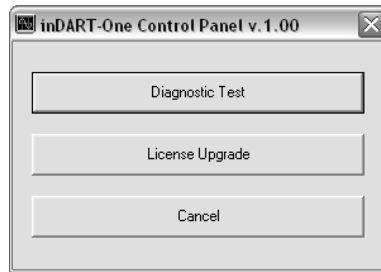 inDART-One Control Panel v.1.00
Diagnostic Test
License Upgrade
Cancel